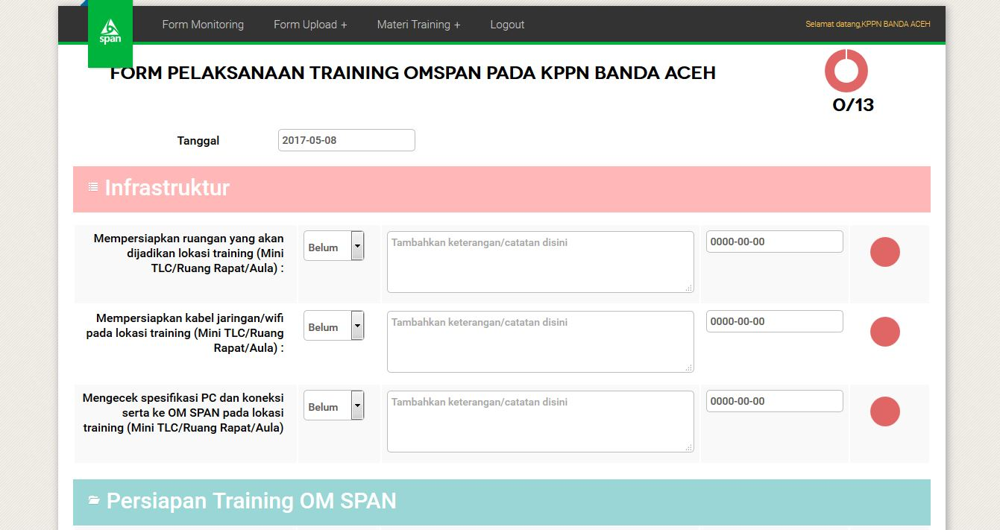 span
Form Monitoring
Form Upload +
Materi Training +
Logout
Selamat datang,KPPN BANDA ACEH
FORM PELAKSANAAN TRAINING OMSPAN PADA KPPN BANDA ACEH
0/13
Tanggal
2017-05-08
Infrastruktur
Mempersiapkan ruangan yang akan
dijadikan lokasi training (Mini
TLC/Ruang Rapat/Aula) :
Belum
Tambahkan keterangan/catatan disini
0000-00-00
Mempersiapkan kabel jaringan/wifi
pada lokasi training (Mini TLC/Ruang
Rapat/Aula) :
Belum
Tambahkan keterangan/catatan disini
0000-00-00
Mengecek spesifikasi PC dan koneksi
serta ke OM SPAN pada lokasi
training (Mini TLC/Ruang Rapat/Aula)
Belum
Tambahkan keterangan/catatan disini
0000-00-00
Persiapan Training OM SPAN